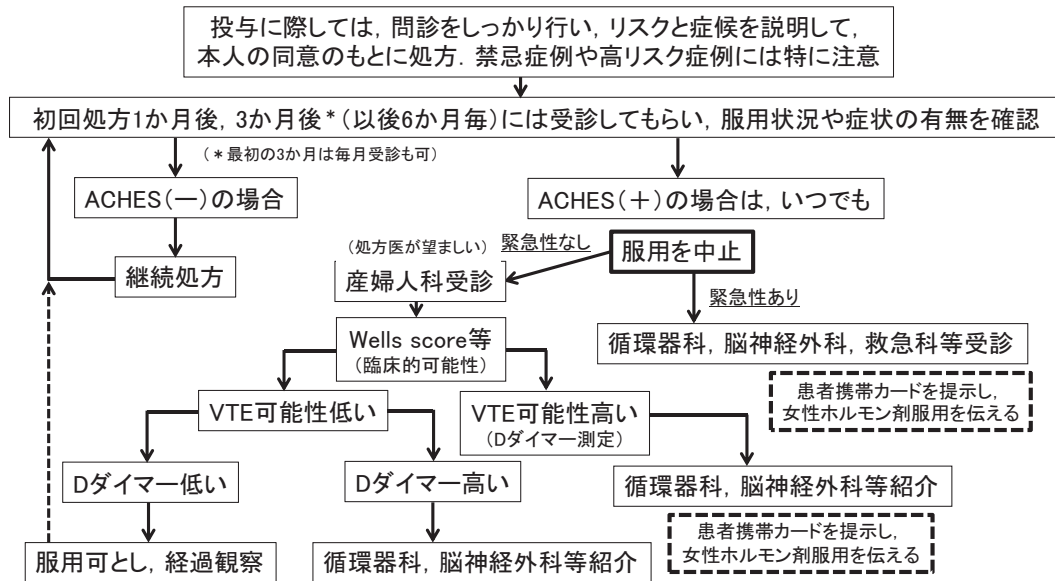 投与に際しては，問診をしっかり行い，リスクと症候を説明して，
本人の同意のもとに処方．禁忌症例や高リスク症例には特に注意
初回処方1か月後，3か月後＊（以後6か月毎）には受診してもらい，服用状況や症状の有無を確認
（＊最初の3か月は毎月受診も可）
ACHES（－）の場合
ACHES（＋）の場合は，いつでも
（処方医が望ましい）
緊急性なし
服用を中止
継続処方
産婦人科受診
緊急性あり
Wells score等
（臨床的可能性）
循環器科，脳神経外科，救急科等受診
患者携帯カードを提示し，
女性ホルモン剤服用を伝える
VTE可能性低い
VTE可能性高い
（Dダイマー測定）
Dダイマー低い
Dダイマー高い
循環器科，脳神経外科等紹介
患者携帯カードを提示し，
女性ホルモン剤服用を伝える
服用可とし，経過観察
循環器科，脳神経外科等紹介